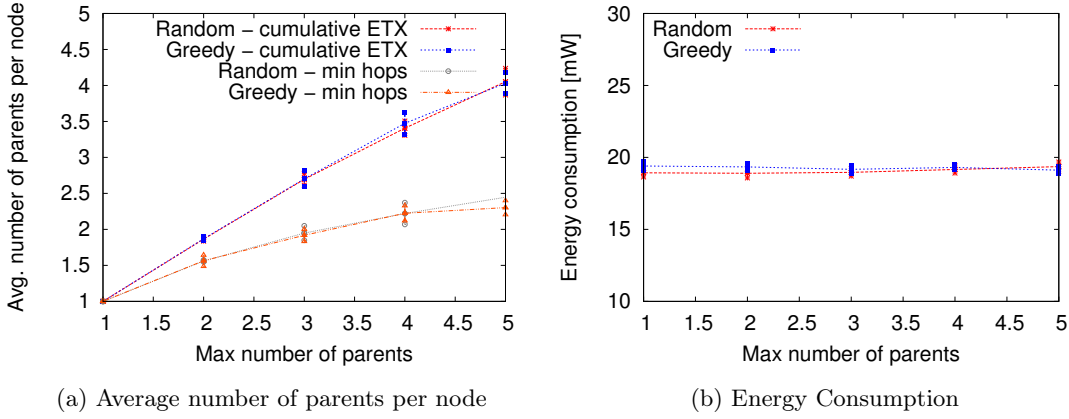 5
4.5
4
3.5
3
2.5
2
1.5
1
Avg. number of parents per node
Random – cumulative ETX
Greedy – cumulative ETX
Random – min hops
Greedy – min hops
1 1.5 2 2.5 3 3.5 4 4.5 5
Max number of parents
(a) Average number of parents per node
30
25
20
15
10
Energy consumption [mW]
Random
Greedy
1 1.5 2 2.5 3 3.5 4 4.5 5
Max number of parents
(b) Energy Consumption